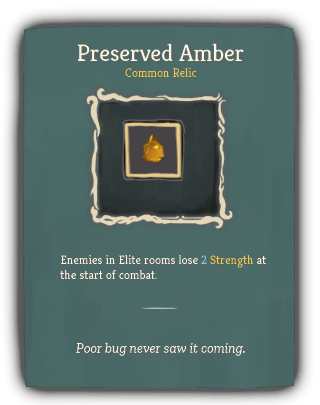 Preserved Amber
Common Relic
Enemies in Elite rooms lose 2 Strength at
the start of combat.
Poor bug never saw it coming.